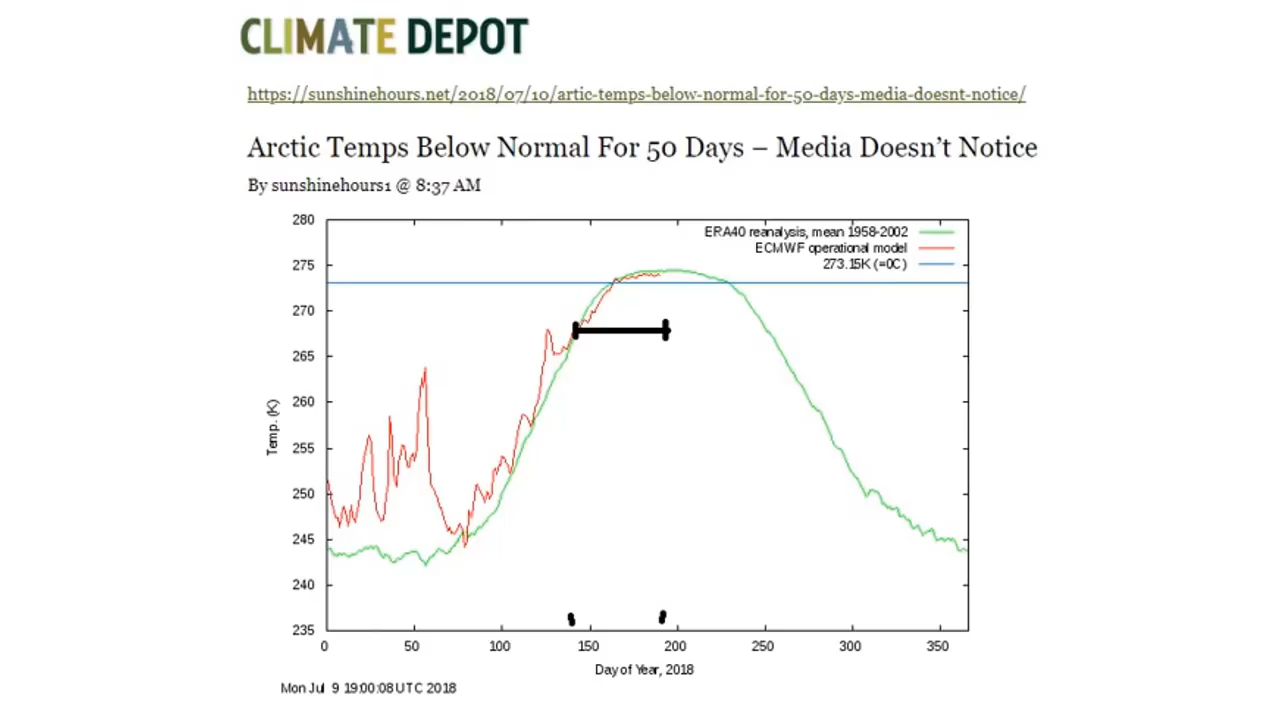 CLIMATE DEPOT
https://sunshinehours.net/2018/07/10/artic-temps-below-normal-for-50-days-media-doesnt-notice/
Arctic Temps Below Normal For 50 Days – Media Doesn't Notice
By sunshinehours1 @ 8:37 AM
ERA40 reanalysis, mean 1958-2002
ECMWF operational model
273.15K (=0C)
280
275
270
265
260
255
250
245
240
235
Temp. (K)
0 50 100 150 200 250 300 350
Day of Year, 2018
Mon Jul 9 19:00:08 UTC 2018